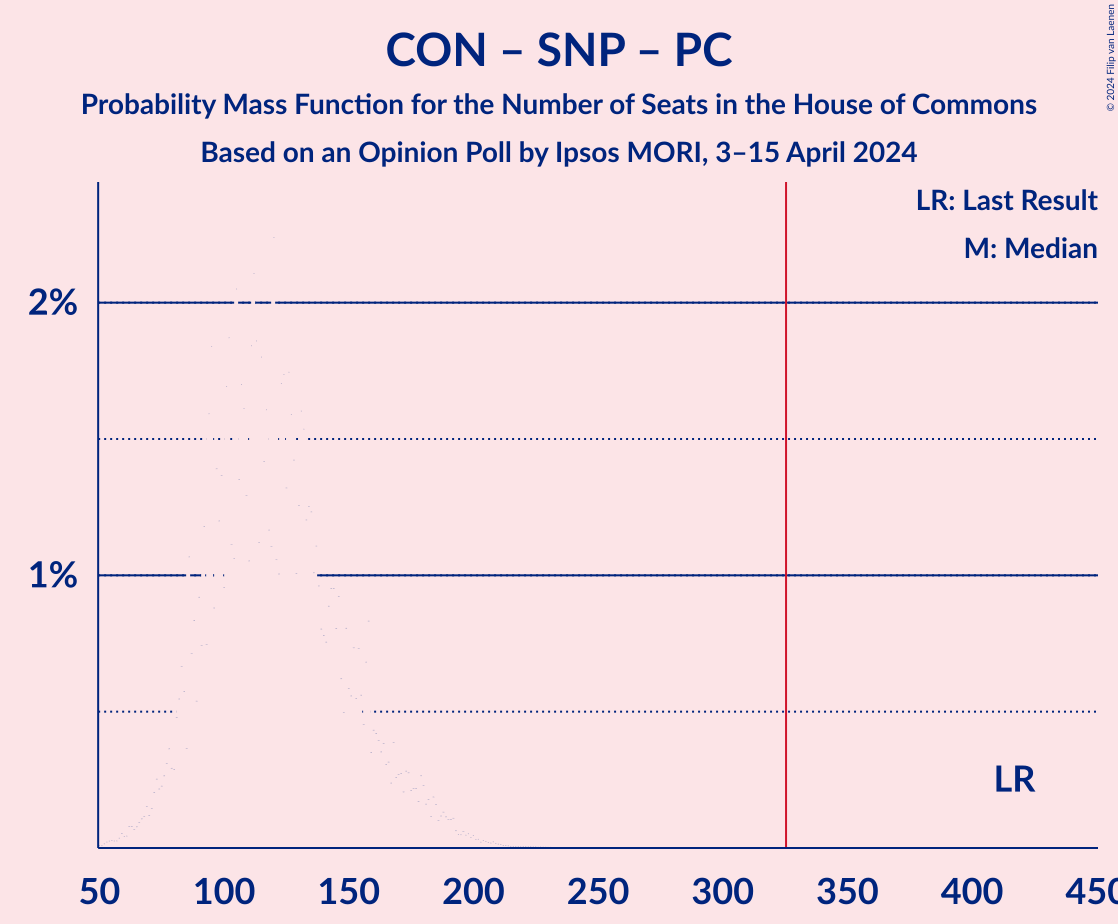 CON – SNP – PC
Probability Mass Function for the Number of Seats in the House of Commons
Based on an Opinion Poll by Ipsos MORI, 3–15 April 2024
© 2024 Filip van Laenen
LR: Last Result
M: Median
2%
1%
LR
50 100 150 200 250 300 350 400 450